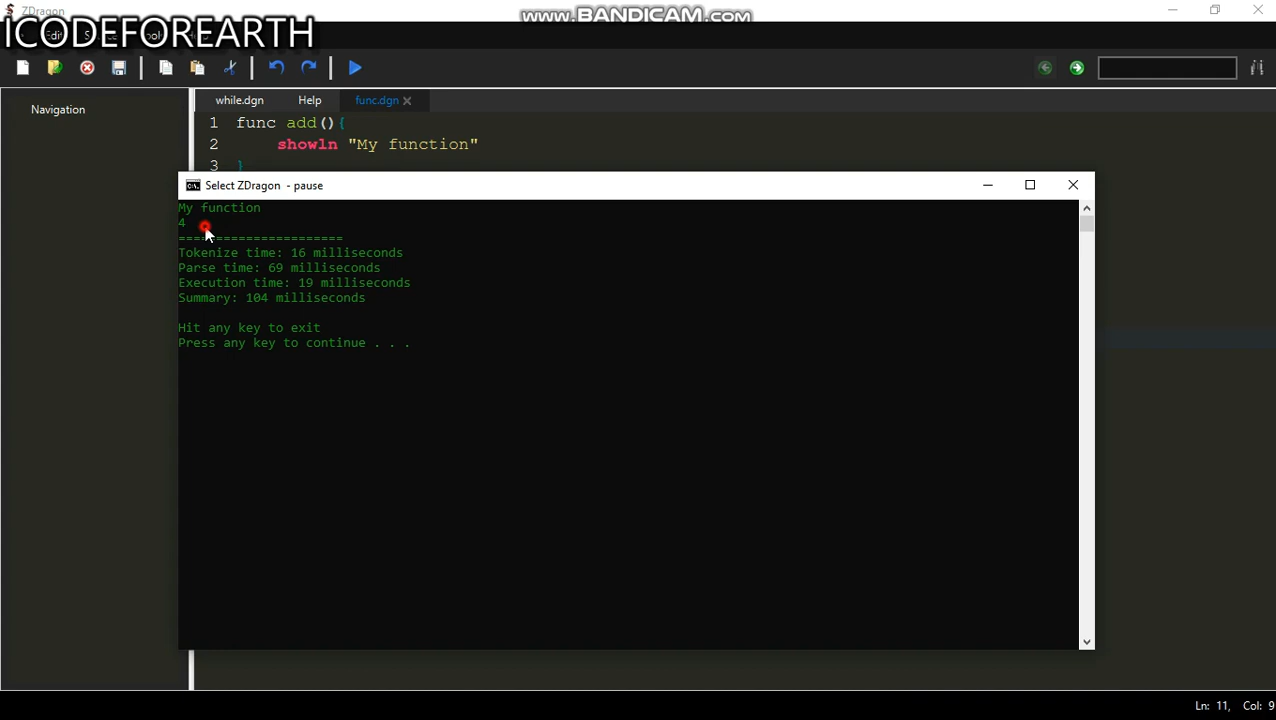 ZDragon
www.BANDICAM.COM
ICODEFOREARTH
Navigation
while.dgn Help func.dgn
1 func add(){
2 showln "My function"
3 }
Select ZDragon - pause
My function
4
======================
Tokenize time: 16 milliseconds
Parse time: 69 milliseconds
Execution time: 19 milliseconds
Summary: 104 milliseconds
Hit any key to exit
Press any key to continue . . .
Ln: 11, Col: 9